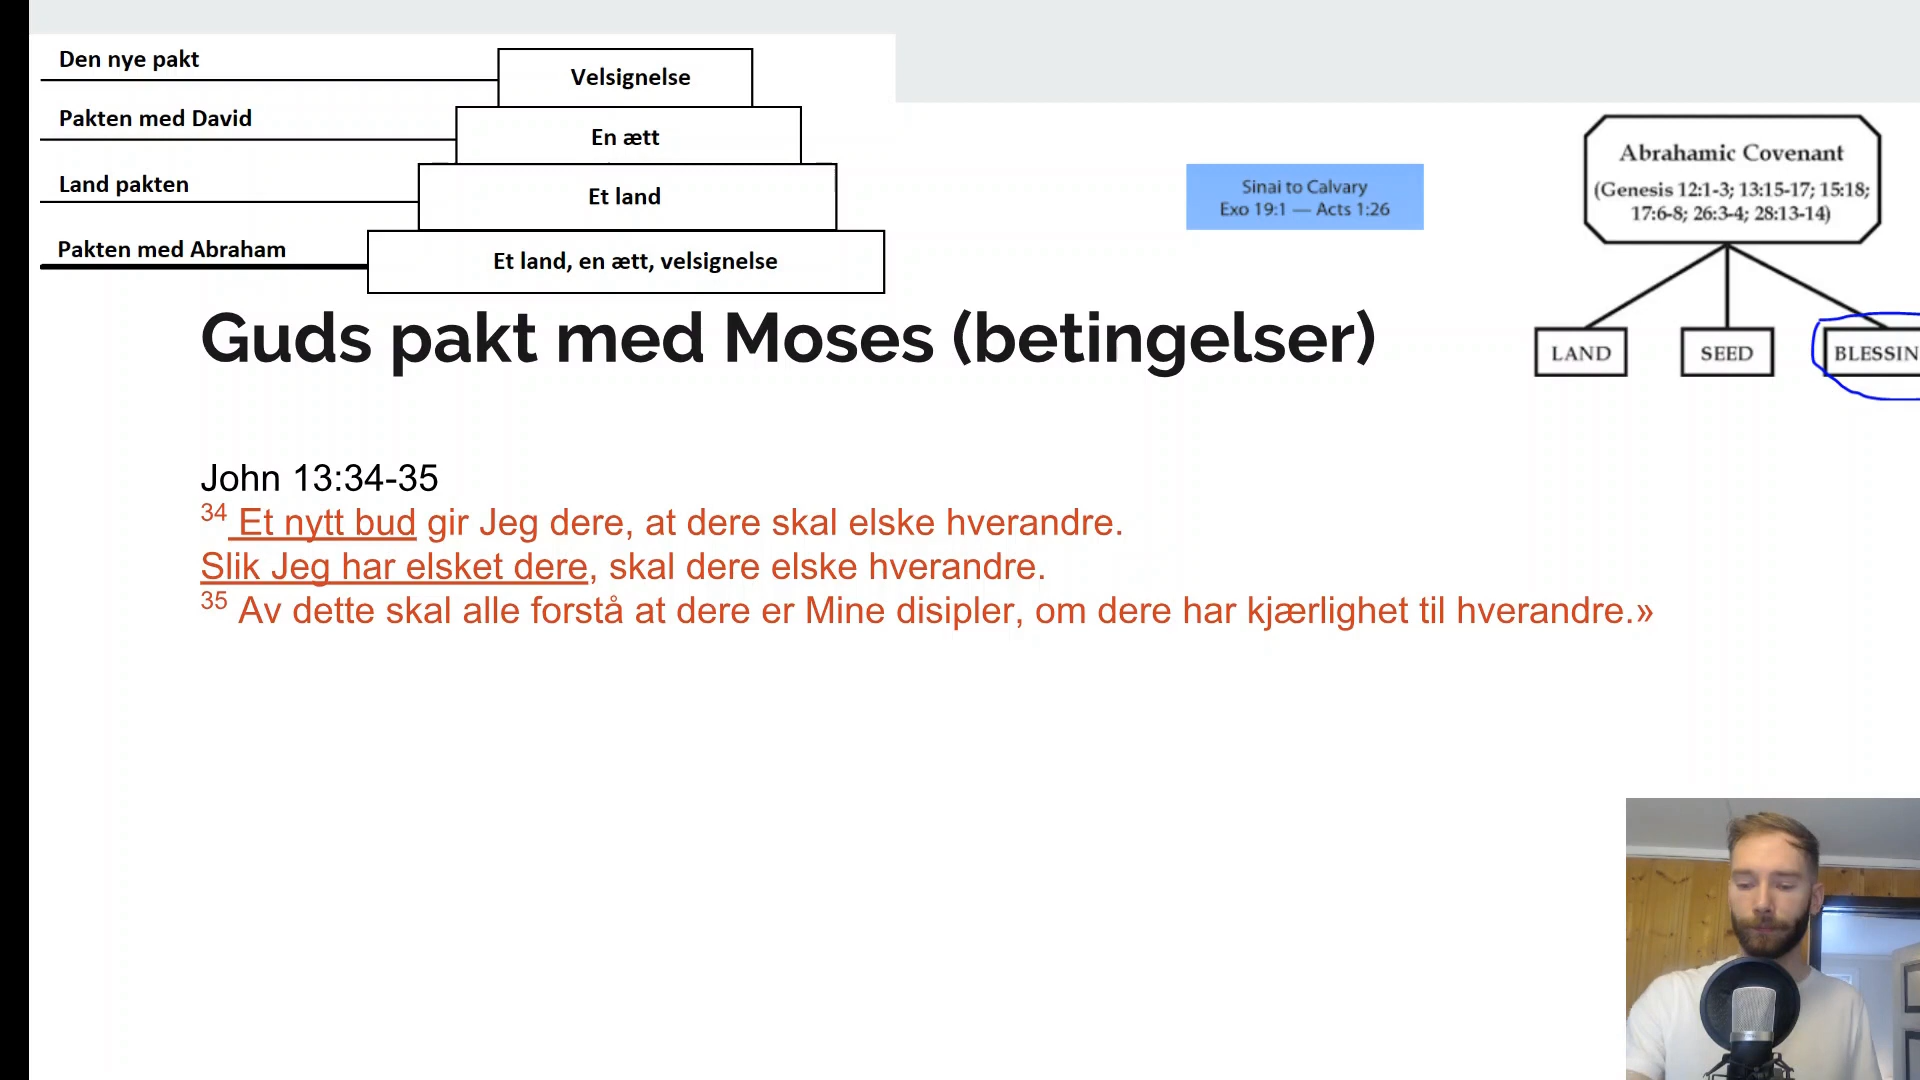 Den nye pakt
Velsignelse
Pakten med David
En ætt
Land pakten
Et land
Pakten med Abraham
Et land, en ætt, velsignelse
Sinai to Calvary
Exo 19:1 — Acts 1:26
Abrahamic Covenant
(Genesis 12:1-3; 13:15-17; 15:18;
17:6-8; 26:3-4; 28:13-14)
LAND
SEED
BLESSIN
Guds pakt med Moses (betingelser)
John 13:34-35
34 Et nytt bud gir Jeg dere, at dere skal elske hverandre.
Slik Jeg har elsket dere, skal dere elske hverandre.
35 Av dette skal alle forstå at dere er Mine disipler, om dere har kjærlighet til hverandre.»